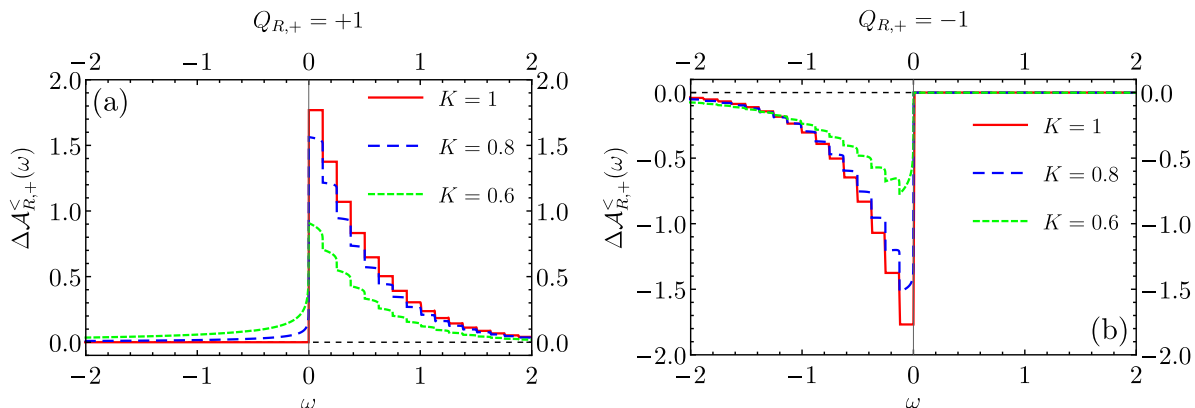 Q_{R,+} = +1
−2 −1 0 1 2
2.0 2.0
1.5 1.5
1.0 1.0
0.5 0.5
0.0 0.0
−2 −1 0 1 2
ω
ΔA^<_{R,+}(ω)
(a)
K = 1
K = 0.8
K = 0.6
Q_{R,+} = −1
−2 −1 0 1 2
0.0 0.0
−0.5 −0.5
−1.0 −1.0
−1.5 −1.5
−2.0 −2.0
−2 −1 0 1 2
ω
ΔA^<_{R,+}(ω)
K = 1
K = 0.8
K = 0.6
(b)